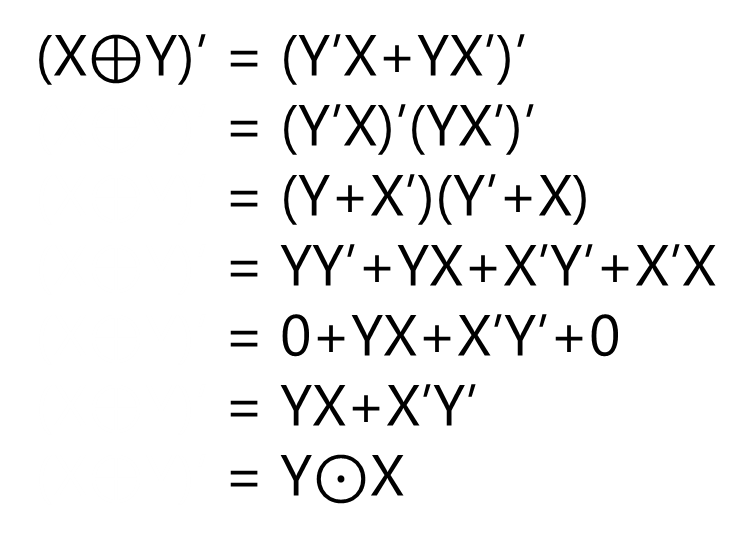 (X⊕Y)′ = (Y′X+YX′)′
= (Y′X)′(YX′)′
= (Y+X′)(Y′+X)
= YY′+YX+X′Y′+X′X
= 0+YX+X′Y′+0
= YX+X′Y′
= Y⊙X